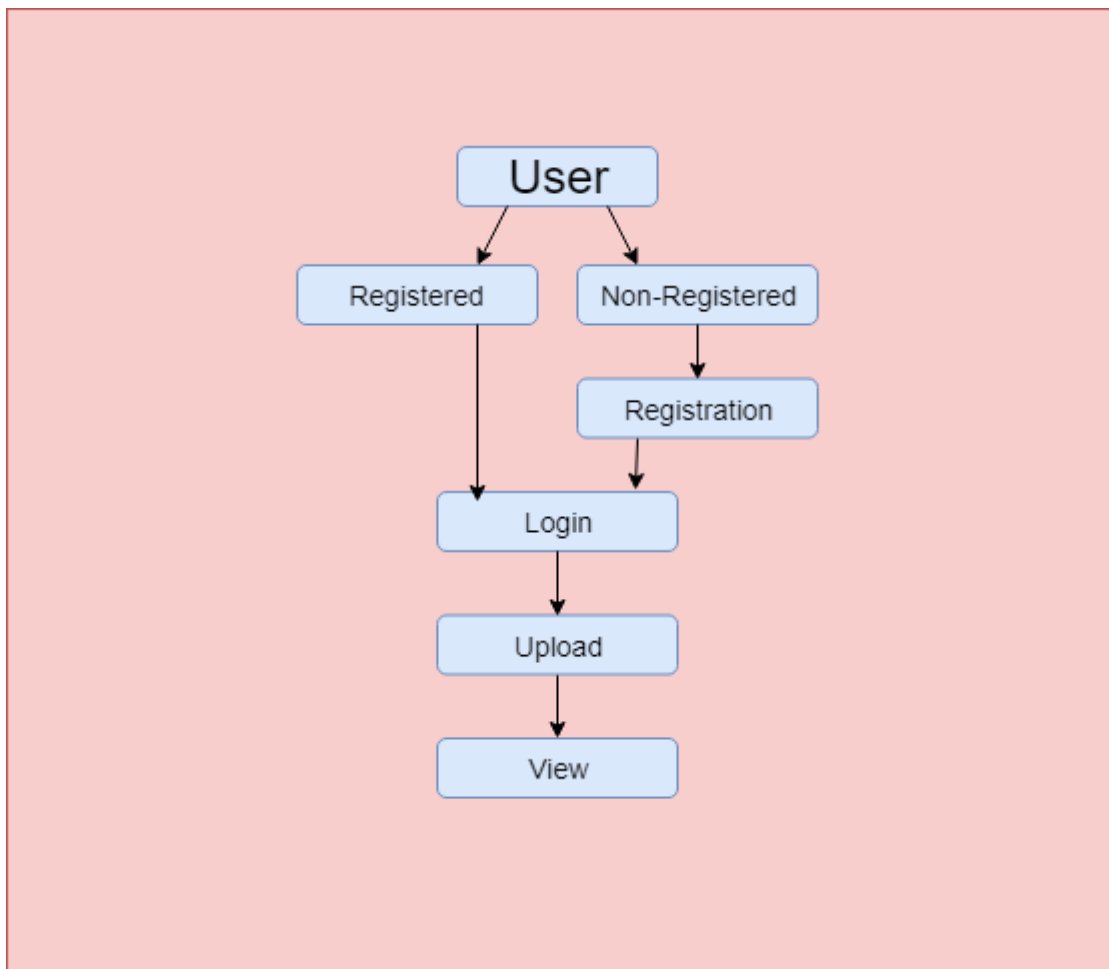 User
Registered
Non-Registered
Registration
Login
Upload
View